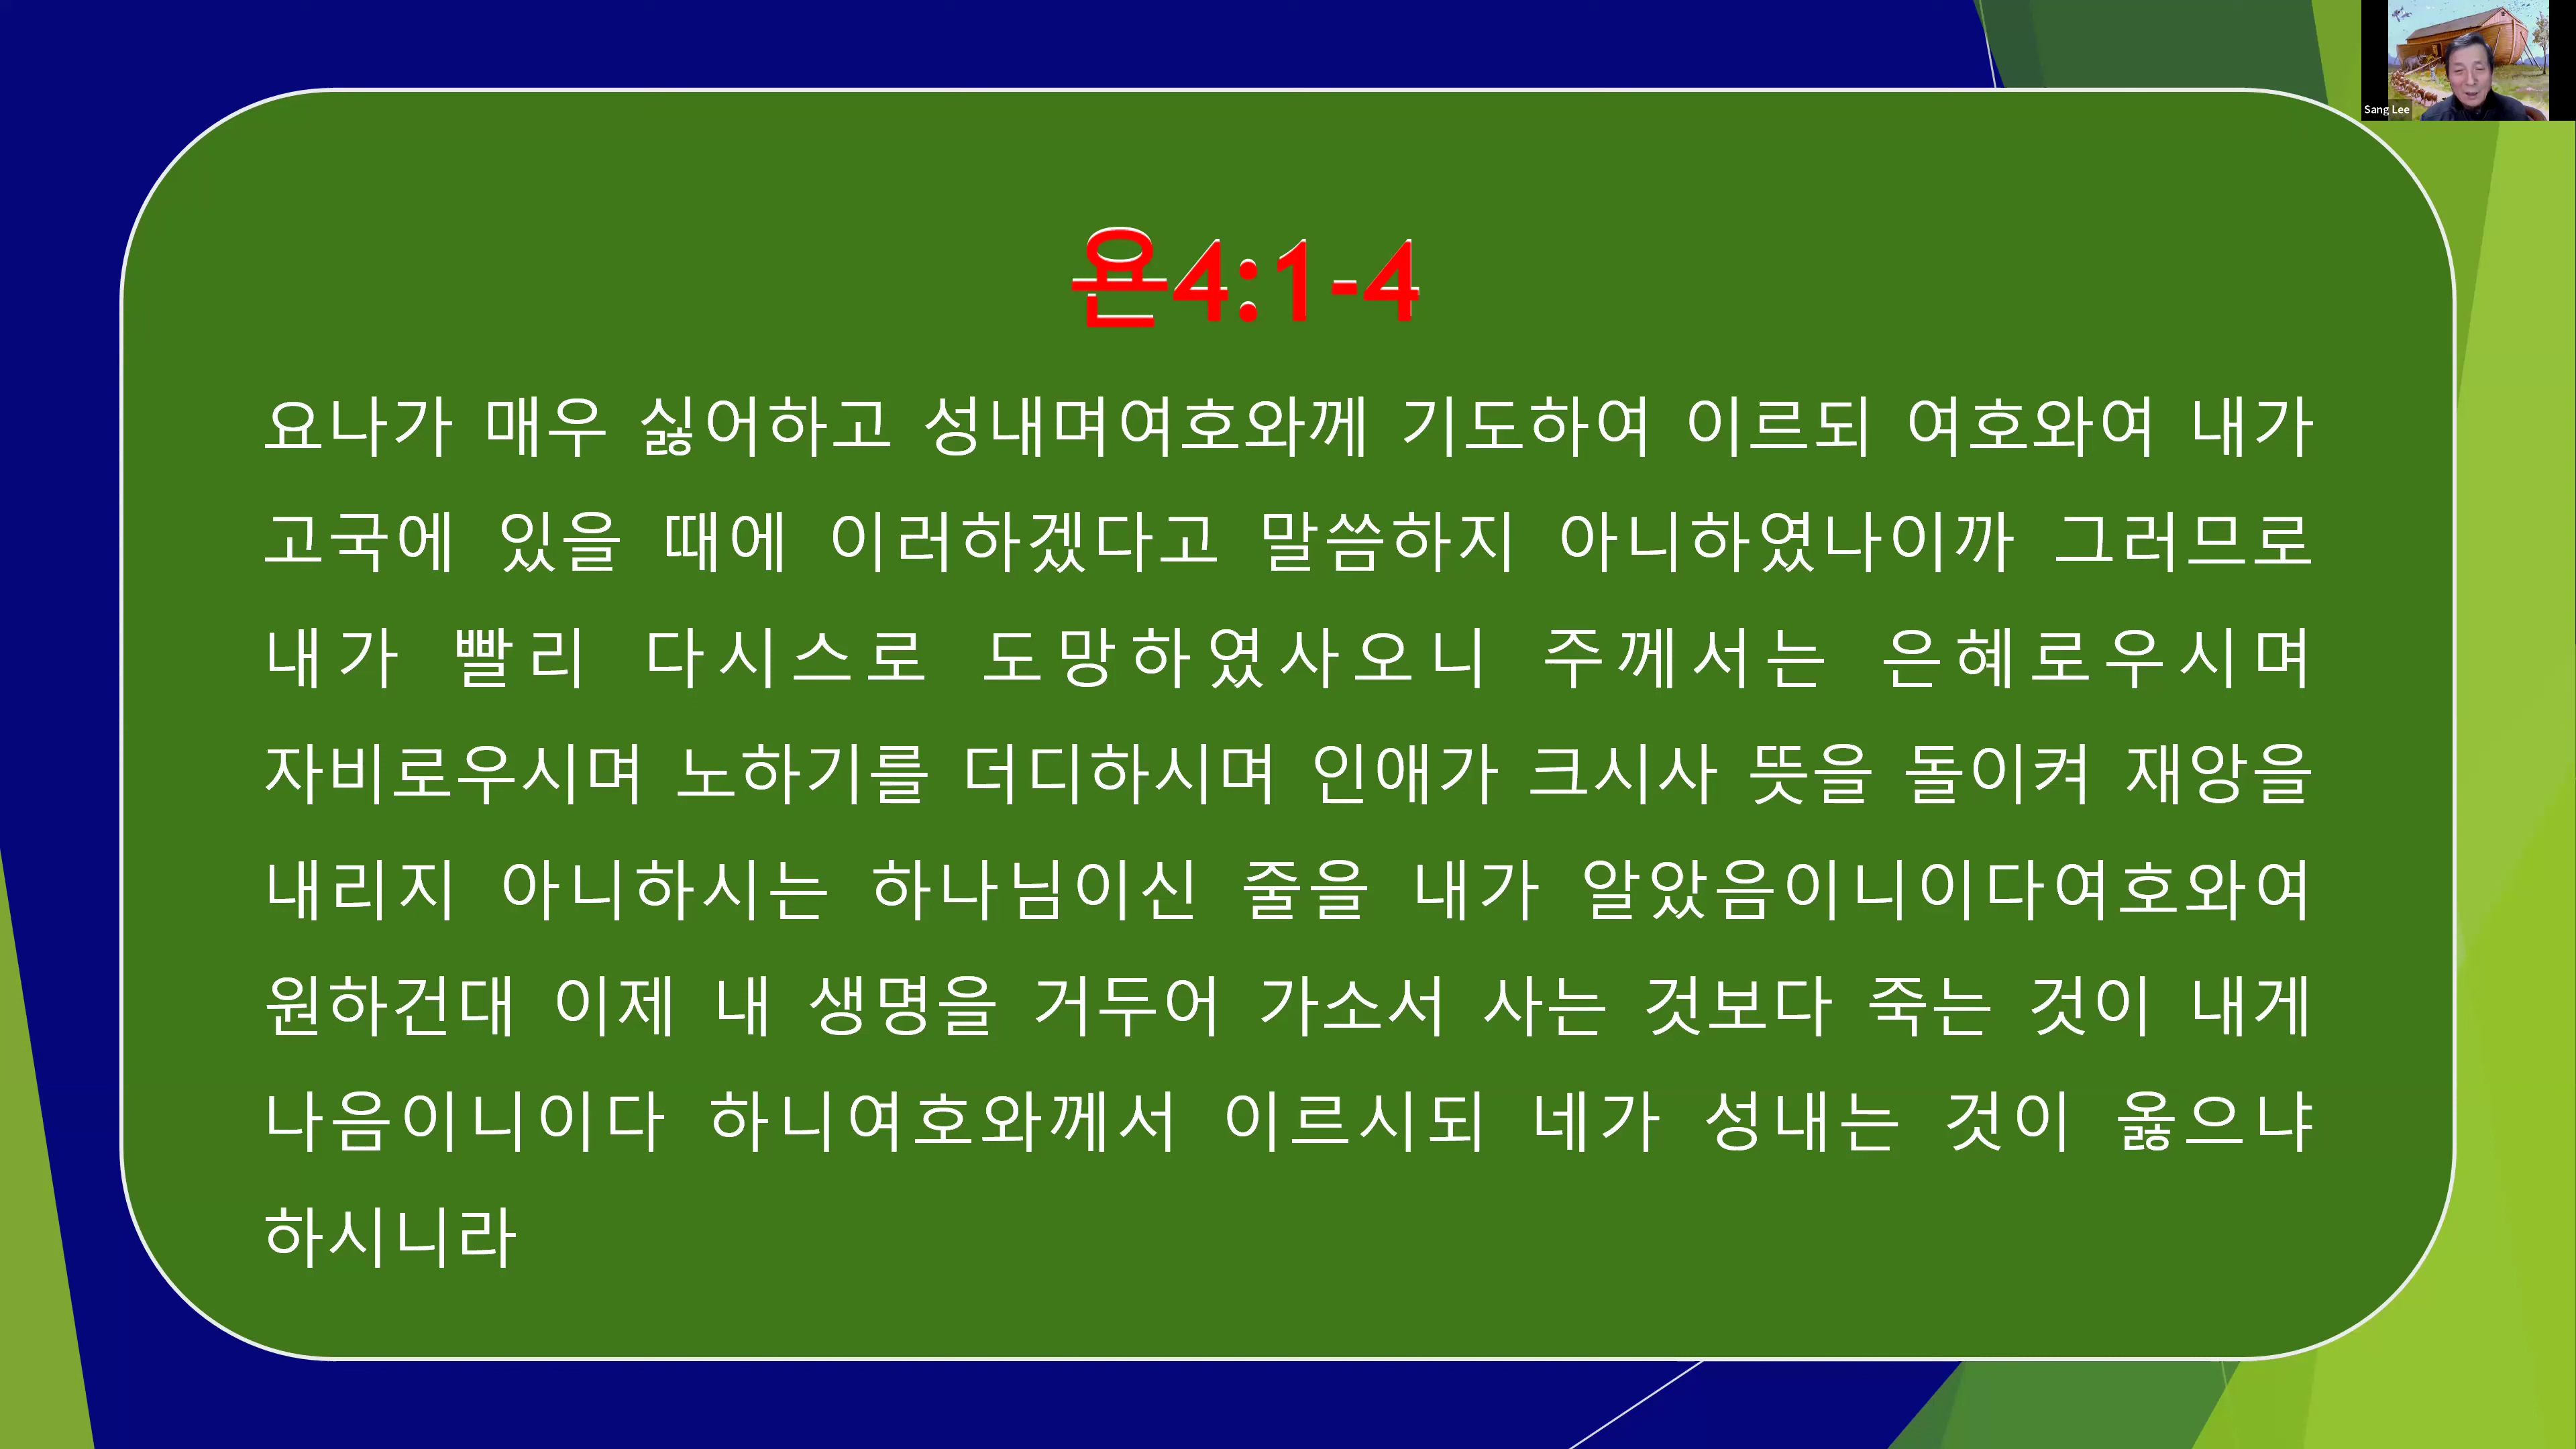 Sang Lee
욘4:1-4
요나가 매우 싫어하고 성내며여호와께 기도하여 이르되 여호와여 내가
고국에 있을 때에 이러하겠다고 말씀하지 아니하였나이까 그러므로
내가 빨리 다시스로 도망하였사오니 주께서는 은혜로우시며
자비로우시며 노하기를 더디하시며 인애가 크시사 뜻을 돌이켜 재앙을
내리지 아니하시는 하나님이신 줄을 내가 알았음이니이다여호와여
원하건대 이제 내 생명을 거두어 가소서 사는 것보다 죽는 것이 내게
나음이니이다 하니여호와께서 이르시되 네가 성내는 것이 옳으냐
하시니라